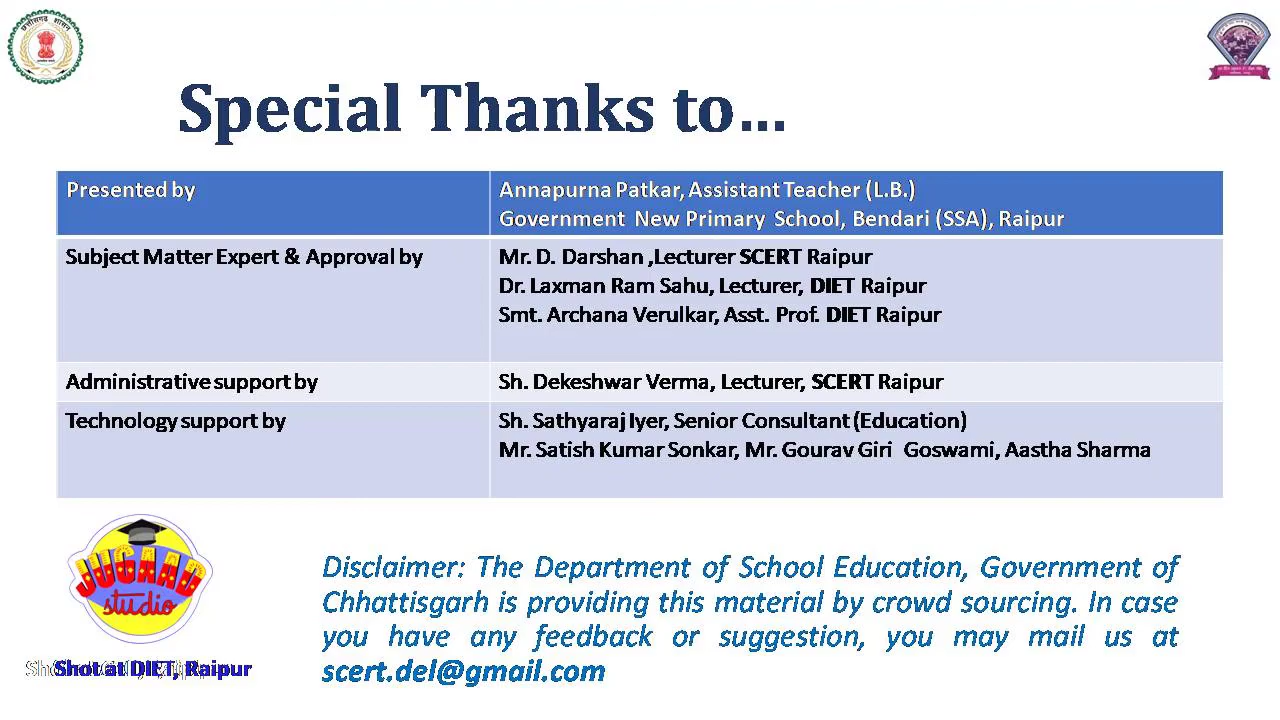 छत्तीसगढ़ शासन
Special Thanks to...
Presented by
Annapurna Patkar, Assistant Teacher (L.B.)
Government New Primary School, Bendari (SSA), Raipur
Subject Matter Expert & Approval by
Mr. D. Darshan ,Lecturer SCERT Raipur
Dr. Laxman Ram Sahu, Lecturer, DIET Raipur
Smt. Archana Verulkar, Asst. Prof. DIET Raipur
Administrative support by
Sh. Dekeshwar Verma, Lecturer, SCERT Raipur
Technology support by
Sh. Sathyaraj Iyer, Senior Consultant (Education)
Mr. Satish Kumar Sonkar, Mr. Gourav Giri Goswami, Aastha Sharma
JUGAAD
studio
Shot at DIET, Raipur
Disclaimer: The Department of School Education, Government of
Chhattisgarh is providing this material by crowd sourcing. In case
you have any feedback or suggestion, you may mail us at
scert.del@gmail.com